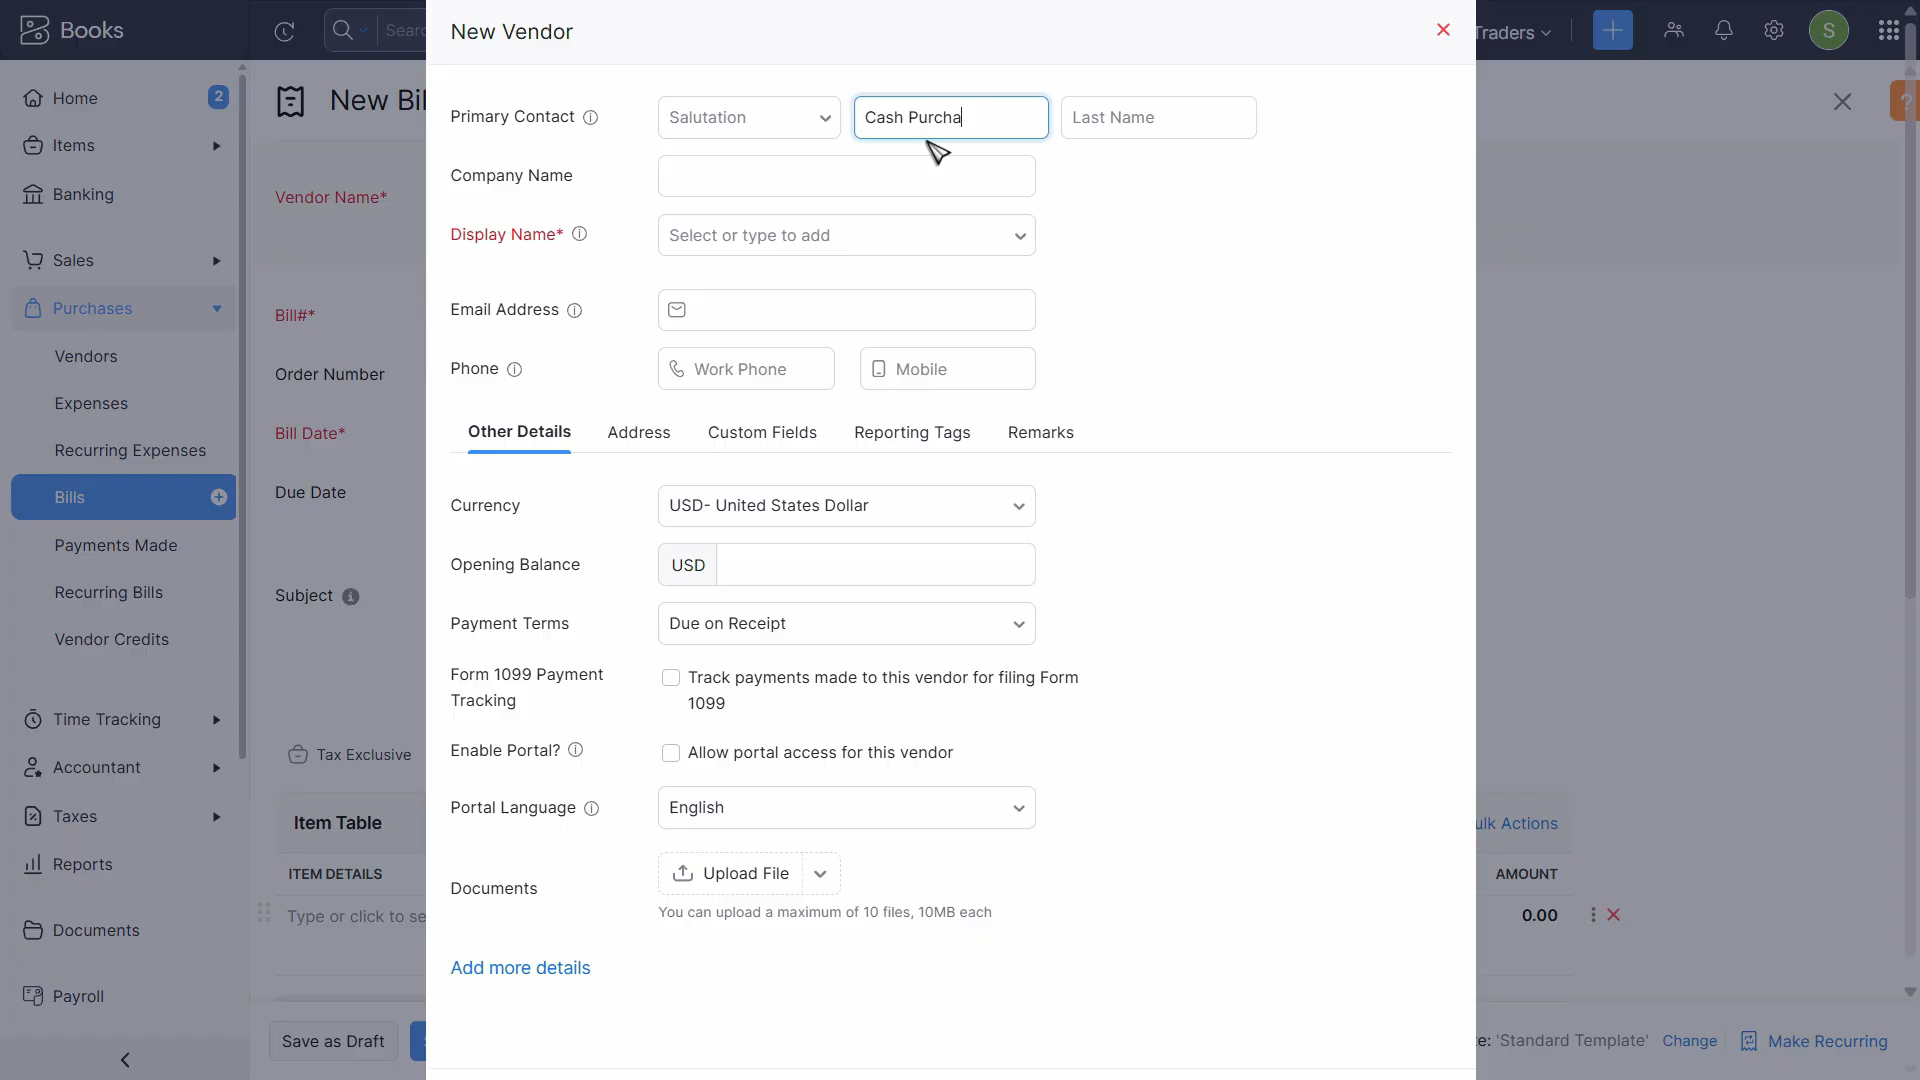 Books
Home
2
Items
Banking
Sales
Purchases
Vendors
Expenses
Recurring Expenses
Bills
Payments Made
Recurring Bills
Vendor Credits
Time Tracking
Accountant
Taxes
Reports
Documents
Payroll
Sear
Traders
S
?
New Bil
Vendor Name*
Bill#*
Order Number
Bill Date*
Due Date
Subject
Tax Exclusive
Item Table
ITEM DETAILS
Type or click to se
Save as Draft
New Vendor
Primary Contact
Salutation
Cash Purcha
Last Name
Company Name
Display Name*
Select or type to add
Email Address
Phone
Work Phone
Mobile
Other Details
Address
Custom Fields
Reporting Tags
Remarks
Currency
USD- United States Dollar
Opening Balance
USD
Payment Terms
Due on Receipt
Form 1099 Payment
Tracking
Track payments made to this vendor for filing Form
1099
Enable Portal?
Allow portal access for this vendor
Portal Language
English
Documents
Upload File
You can upload a maximum of 10 files, 10MB each
Add more details
ulk Actions
AMOUNT
0.00
e: 'Standard Template'
Change
Make Recurring